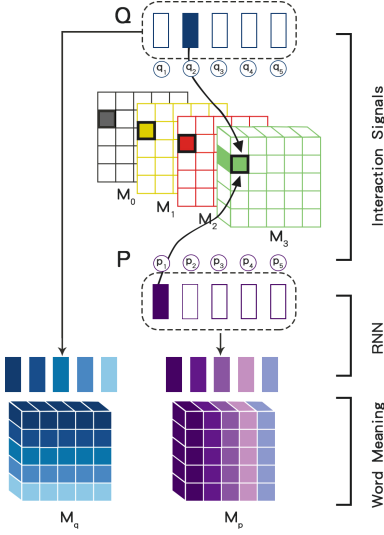 Q
q1 q2 q3 q4 q5
M0
M1
M2
M3
P
p1 p2 p3 p4 p5
Mq
Mp
Interaction Signals
RNN
Word Meaning